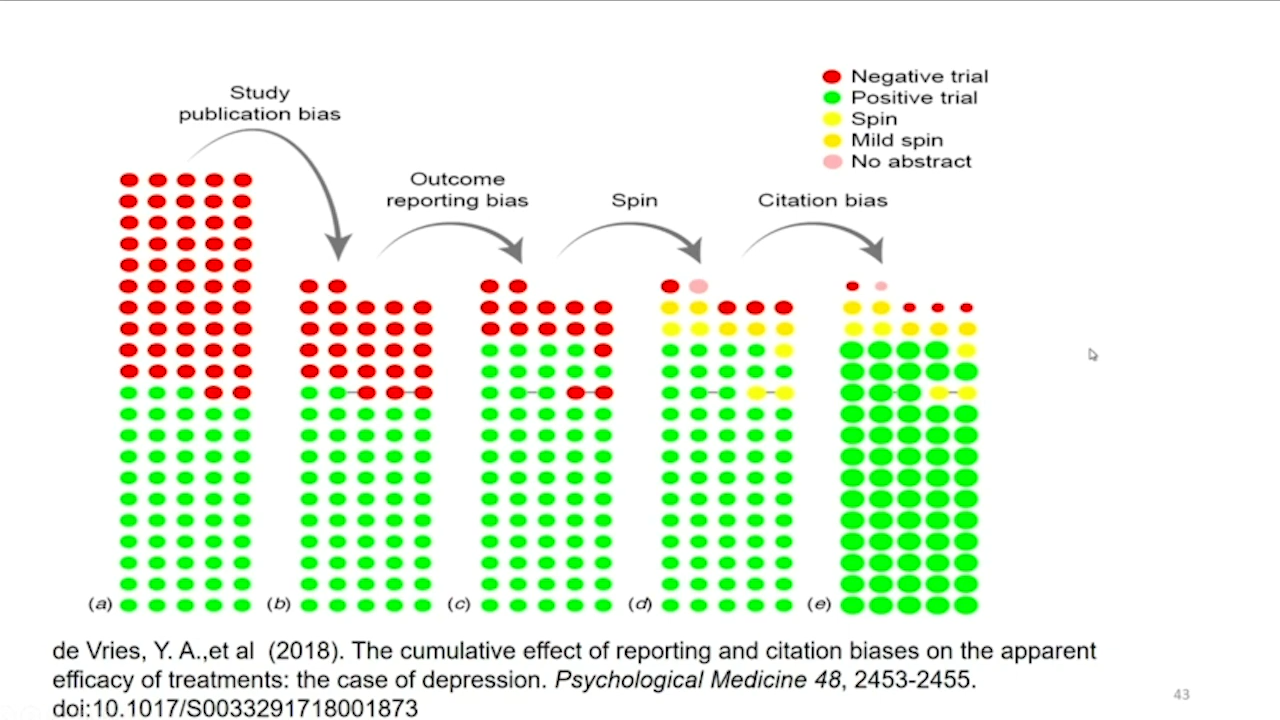 Negative trial
Positive trial
Spin
Mild spin
No abstract
Study
publication bias
Outcome
reporting bias
Spin
Citation bias
(a)
(b)
(c)
(d)
(e)
de Vries, Y. A.,et al (2018). The cumulative effect of reporting and citation biases on the apparent
efficacy of treatments: the case of depression. Psychological Medicine 48, 2453-2455.
doi:10.1017/S0033291718001873
43